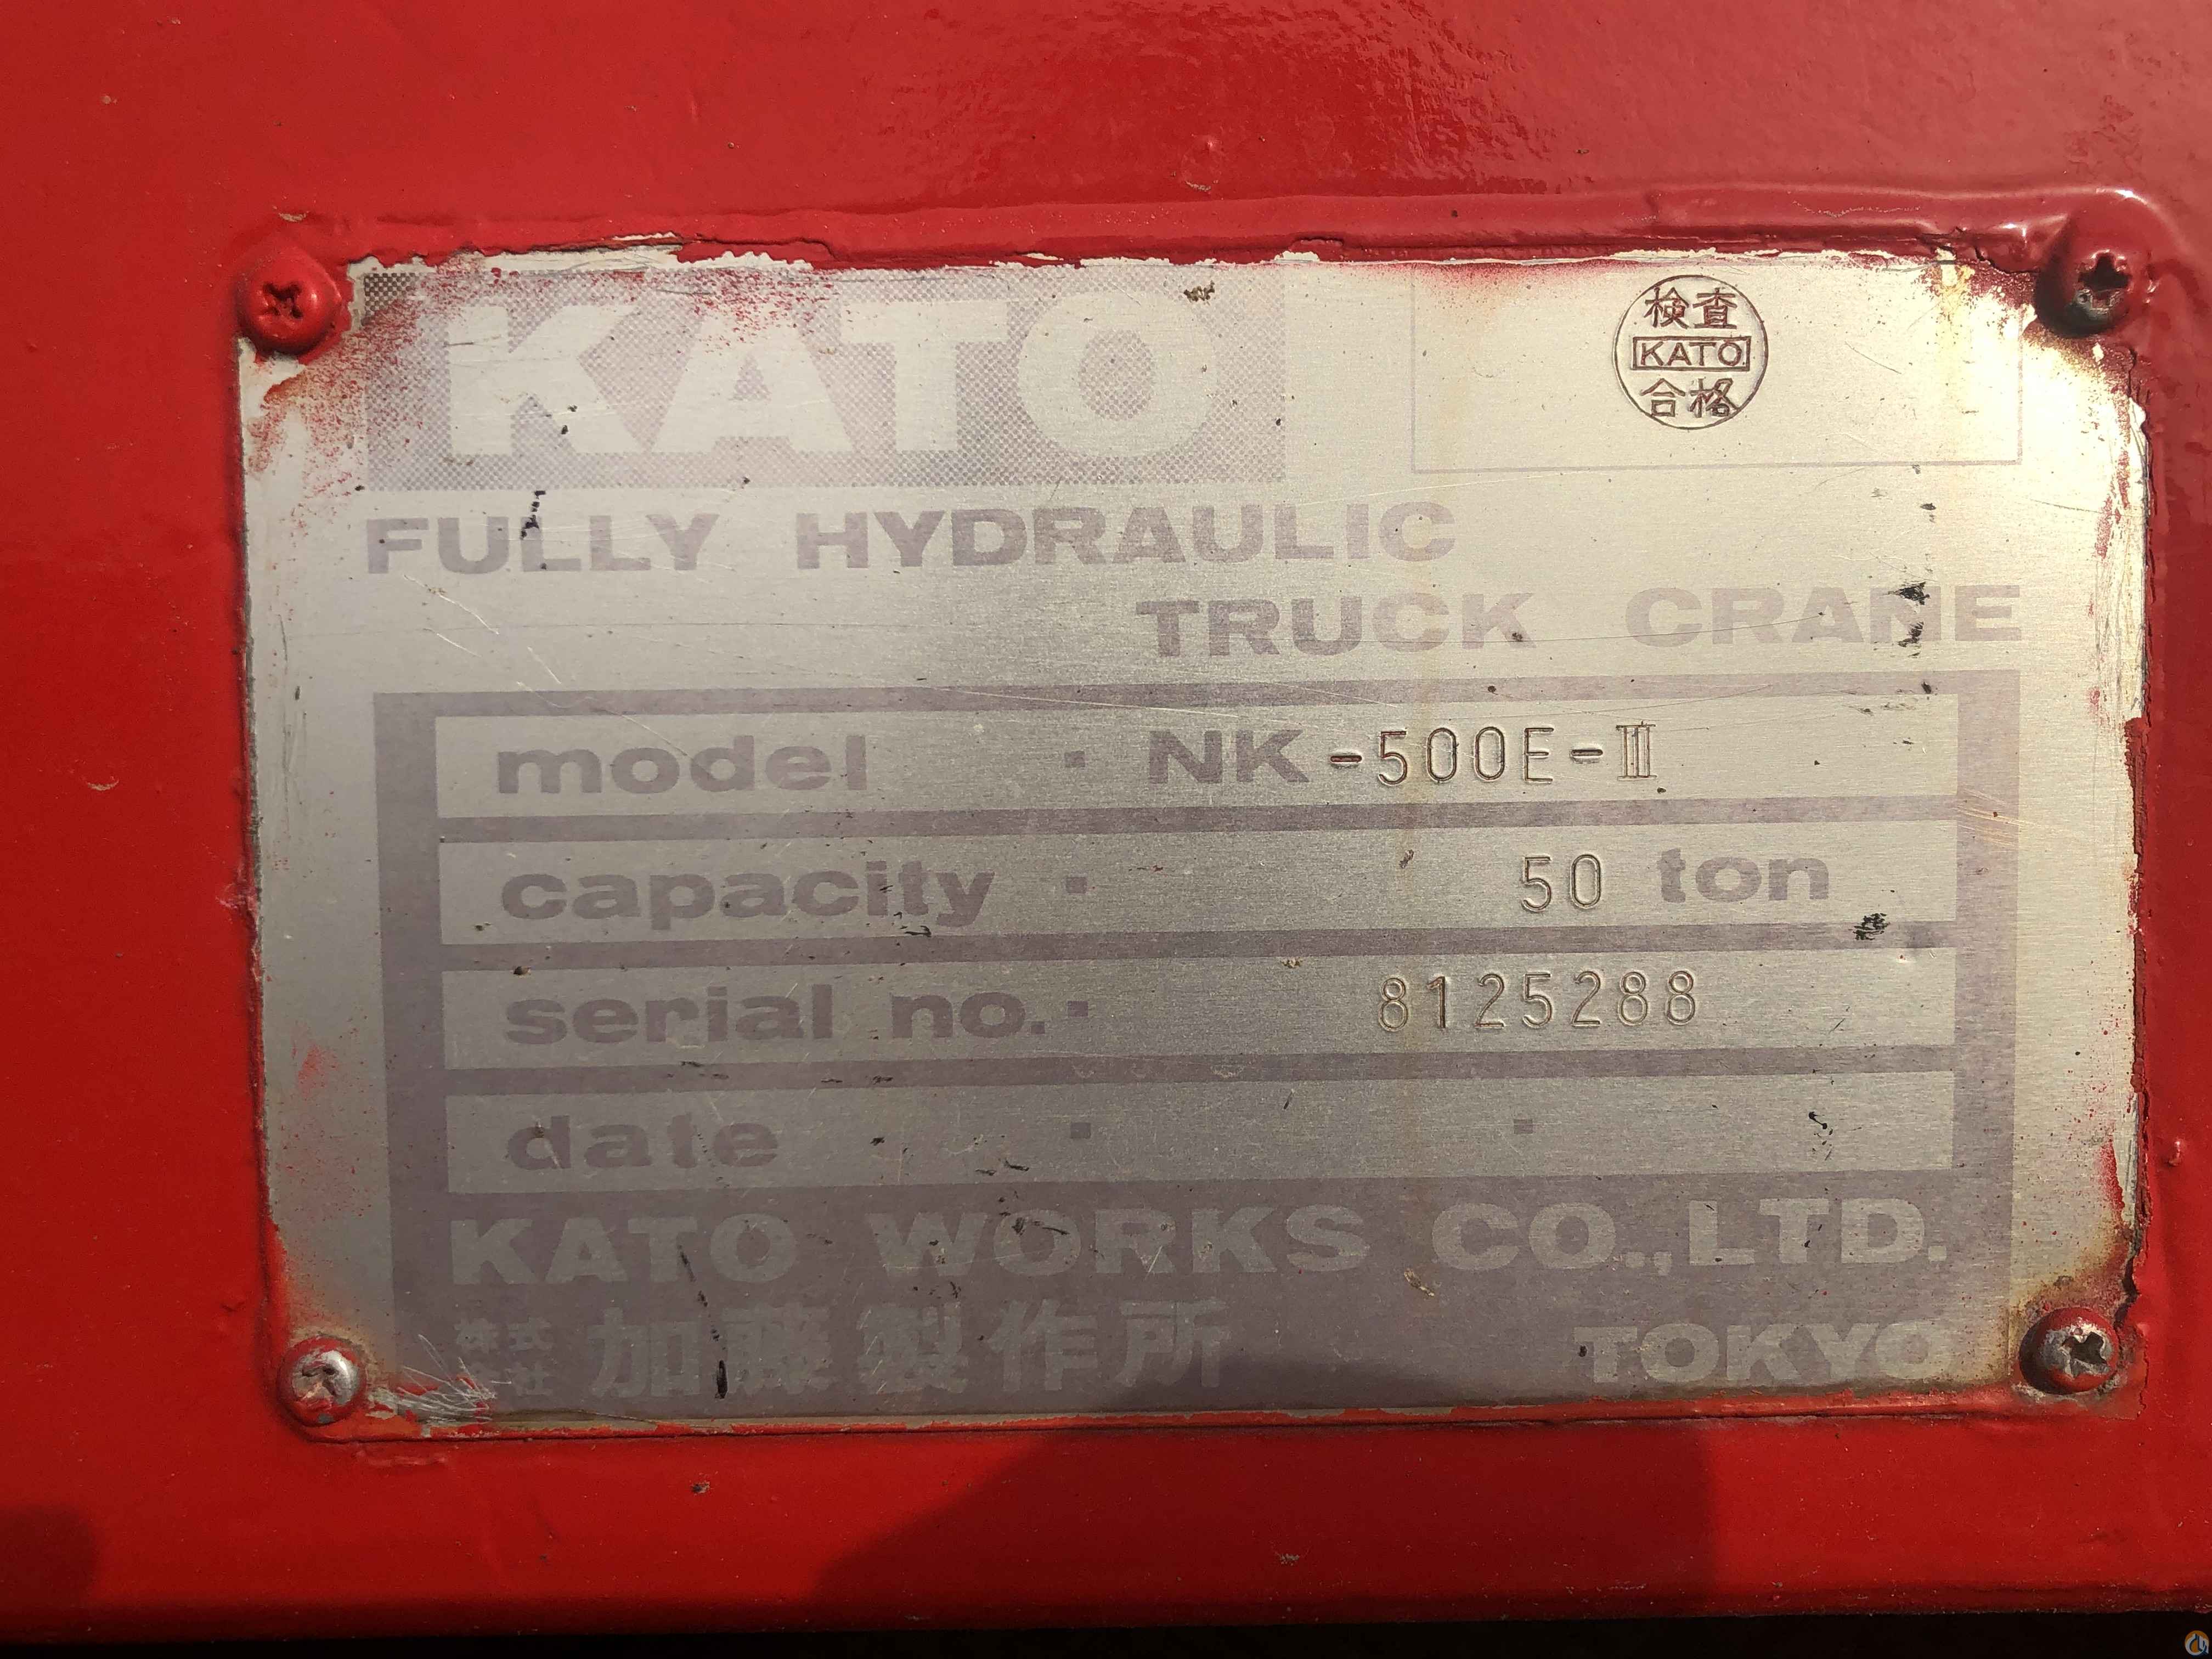 KATO
検査
KATO
合格
FULLY HYDRAULIC
TRUCK CRANE
model · NK-500E-III
capacity · 50 ton
serial no. · 8125288
date · ·
KATO WORKS CO.,LTD.
株式会社 加藤製作所 TOKYO